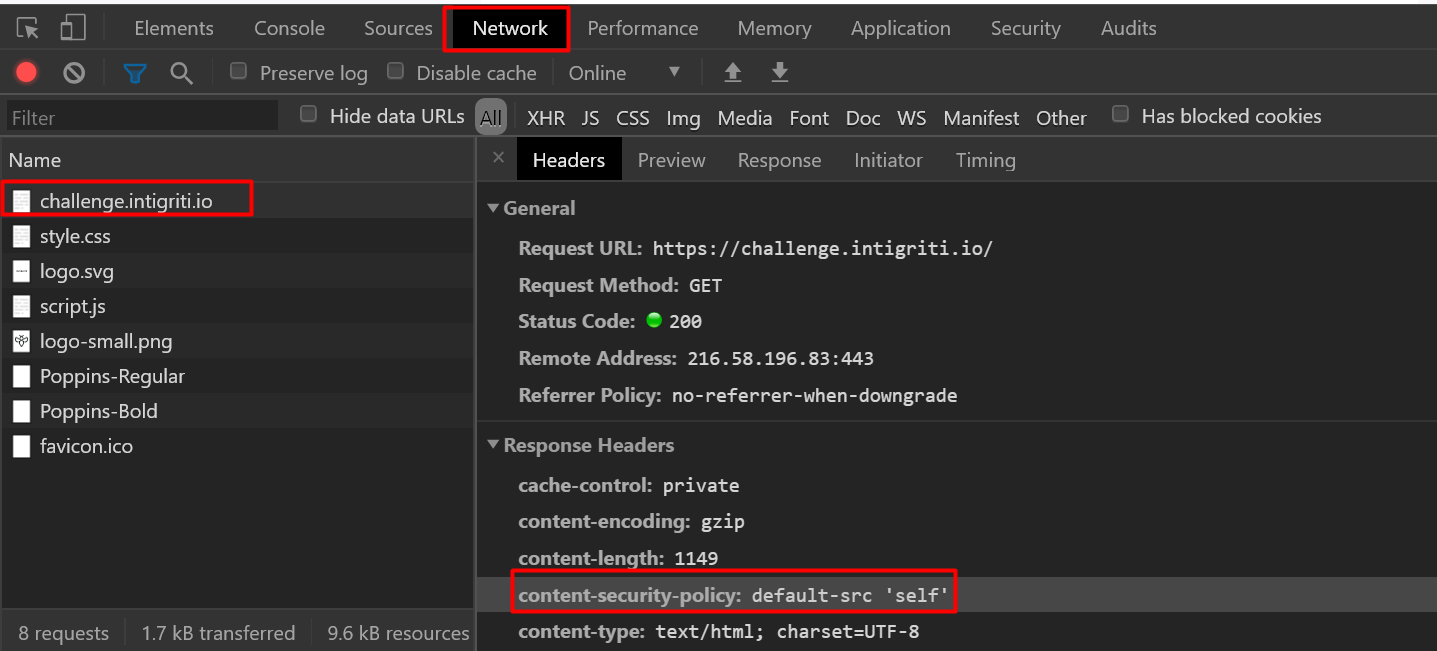 Elements Console Sources Network Performance Memory Application Security Audits
Preserve log Disable cache Online
Filter Hide data URLs All XHR JS CSS Img Media Font Doc WS Manifest Other Has blocked cookies
Name
Headers Preview Response Initiator Timing
challenge.intigriti.io
style.css
logo.svg
script.js
logo-small.png
Poppins-Regular
Poppins-Bold
favicon.ico
8 requests 1.7 kB transferred 9.6 kB resources
General
Request URL: https://challenge.intigriti.io/
Request Method: GET
Status Code: 200
Remote Address: 216.58.196.83:443
Referrer Policy: no-referrer-when-downgrade
Response Headers
cache-control: private
content-encoding: gzip
content-length: 1149
content-security-policy: default-src 'self'
content-type: text/html; charset=UTF-8